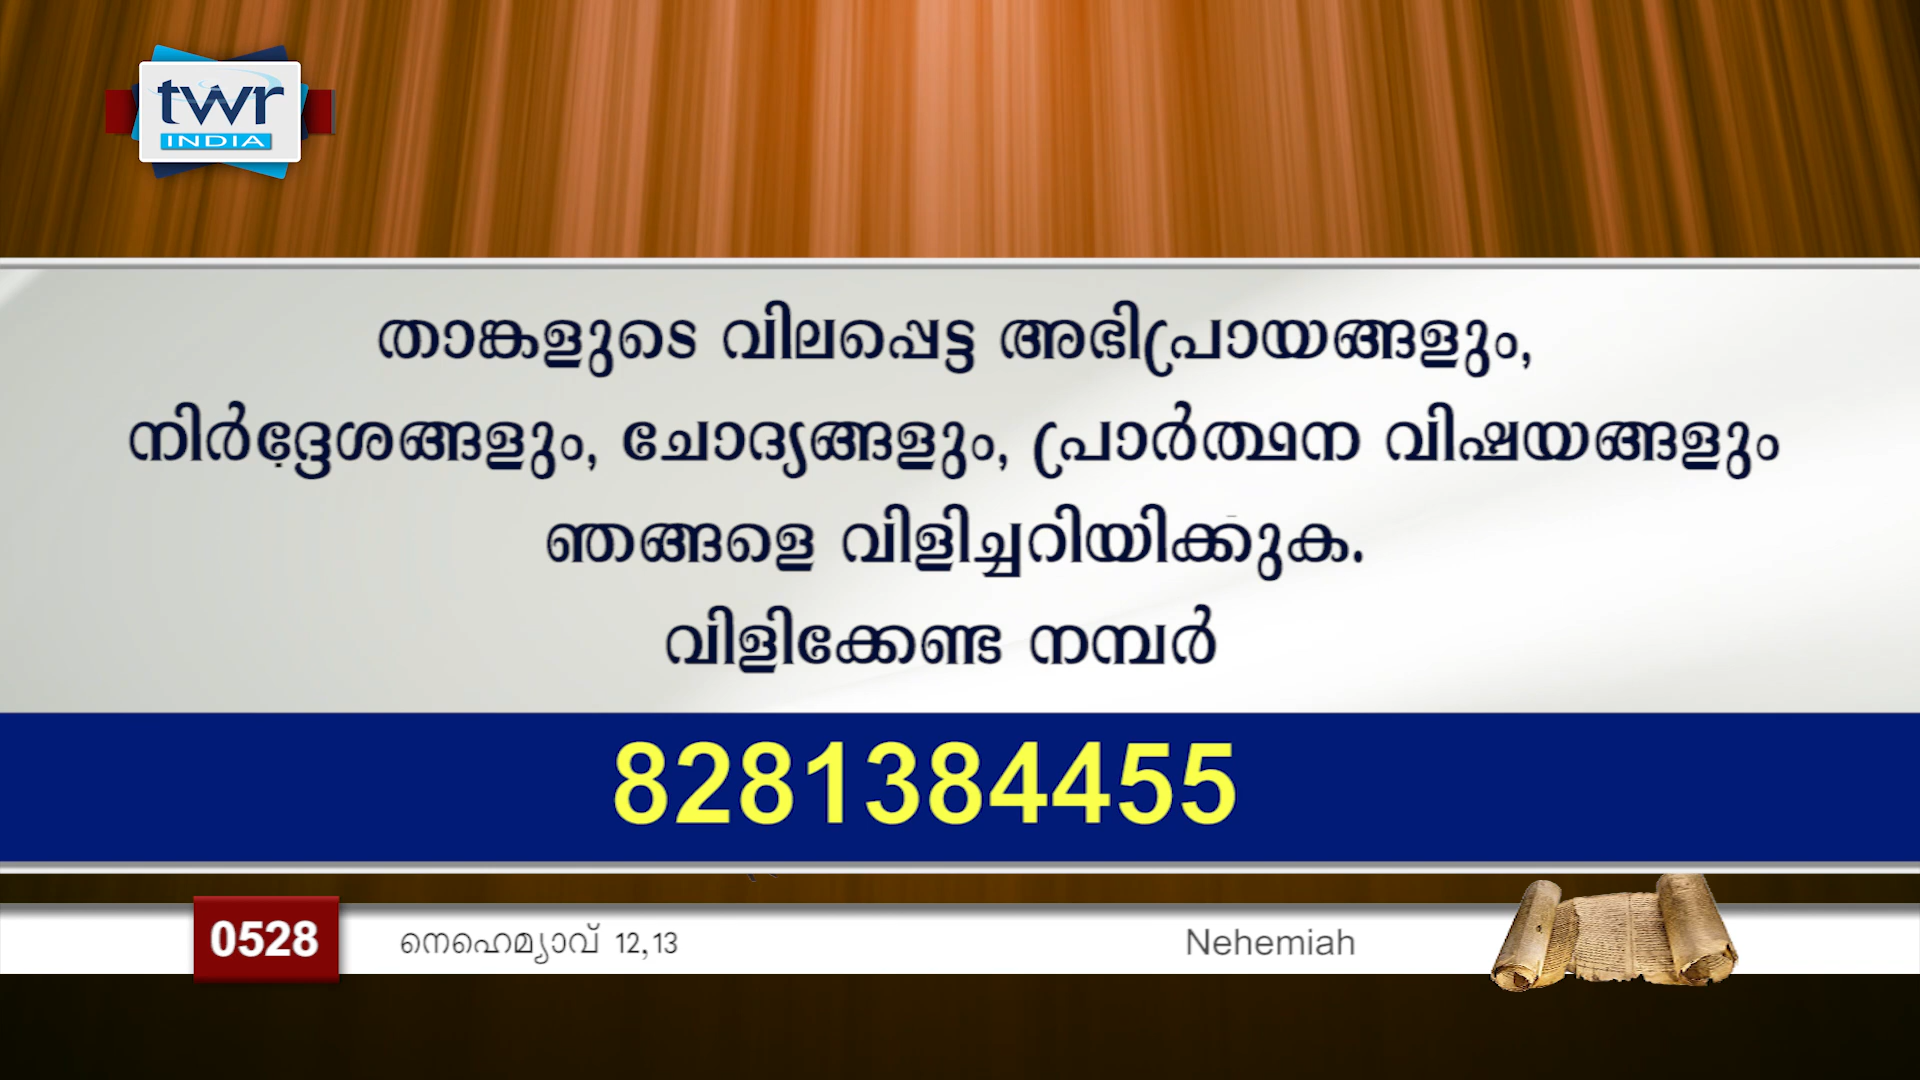 twr
INDIA
താങ്കളുടെ വിലപ്പെട്ട അഭിപ്രായങ്ങളും,
നിർദ്ദേശങ്ങളും, ചോദ്യങ്ങളും, പ്രാർത്ഥന വിഷയങ്ങളും
ഞങ്ങളെ വിളിച്ചറിയിക്കുക.
വിളിക്കേണ്ട നമ്പർ
8281384455
0528 നെഹെമ്യാവ് 12,13 Nehemiah